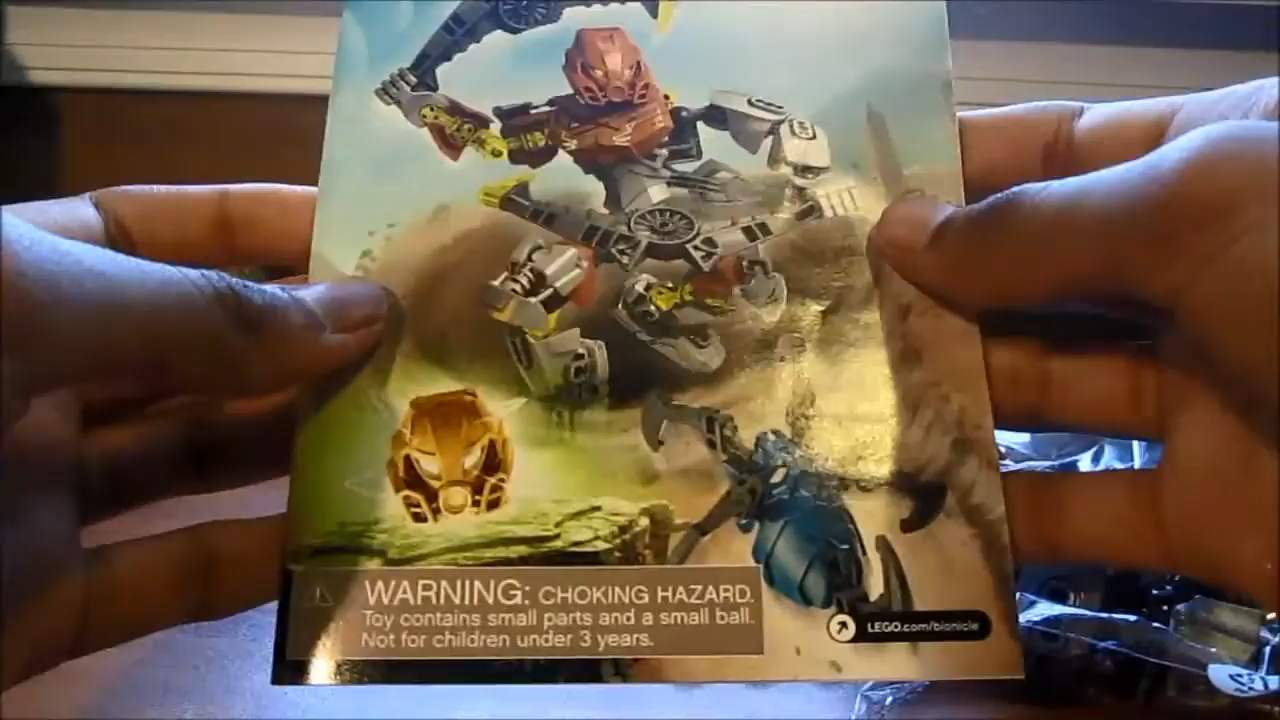 WARNING: CHOKING HAZARD.
Toy contains small parts and a small ball.
Not for children under 3 years.
LEGO.com/bionicle